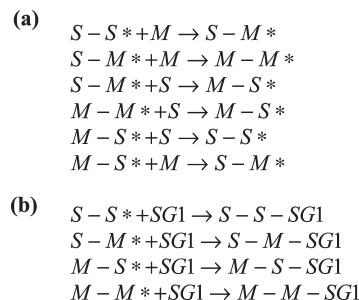 (a)
S − S * +M → S − M *
S − M * +M → M − M *
S − M * +S → M − S *
M − M * +S → M − S *
M − S * +S → S − S *
M − S * +M → S − M *
(b)
S − S * +SG1 → S − S − SG1
S − M * +SG1 → S − M − SG1
M − S * +SG1 → M − S − SG1
M − M * +SG1 → M − M − SG1